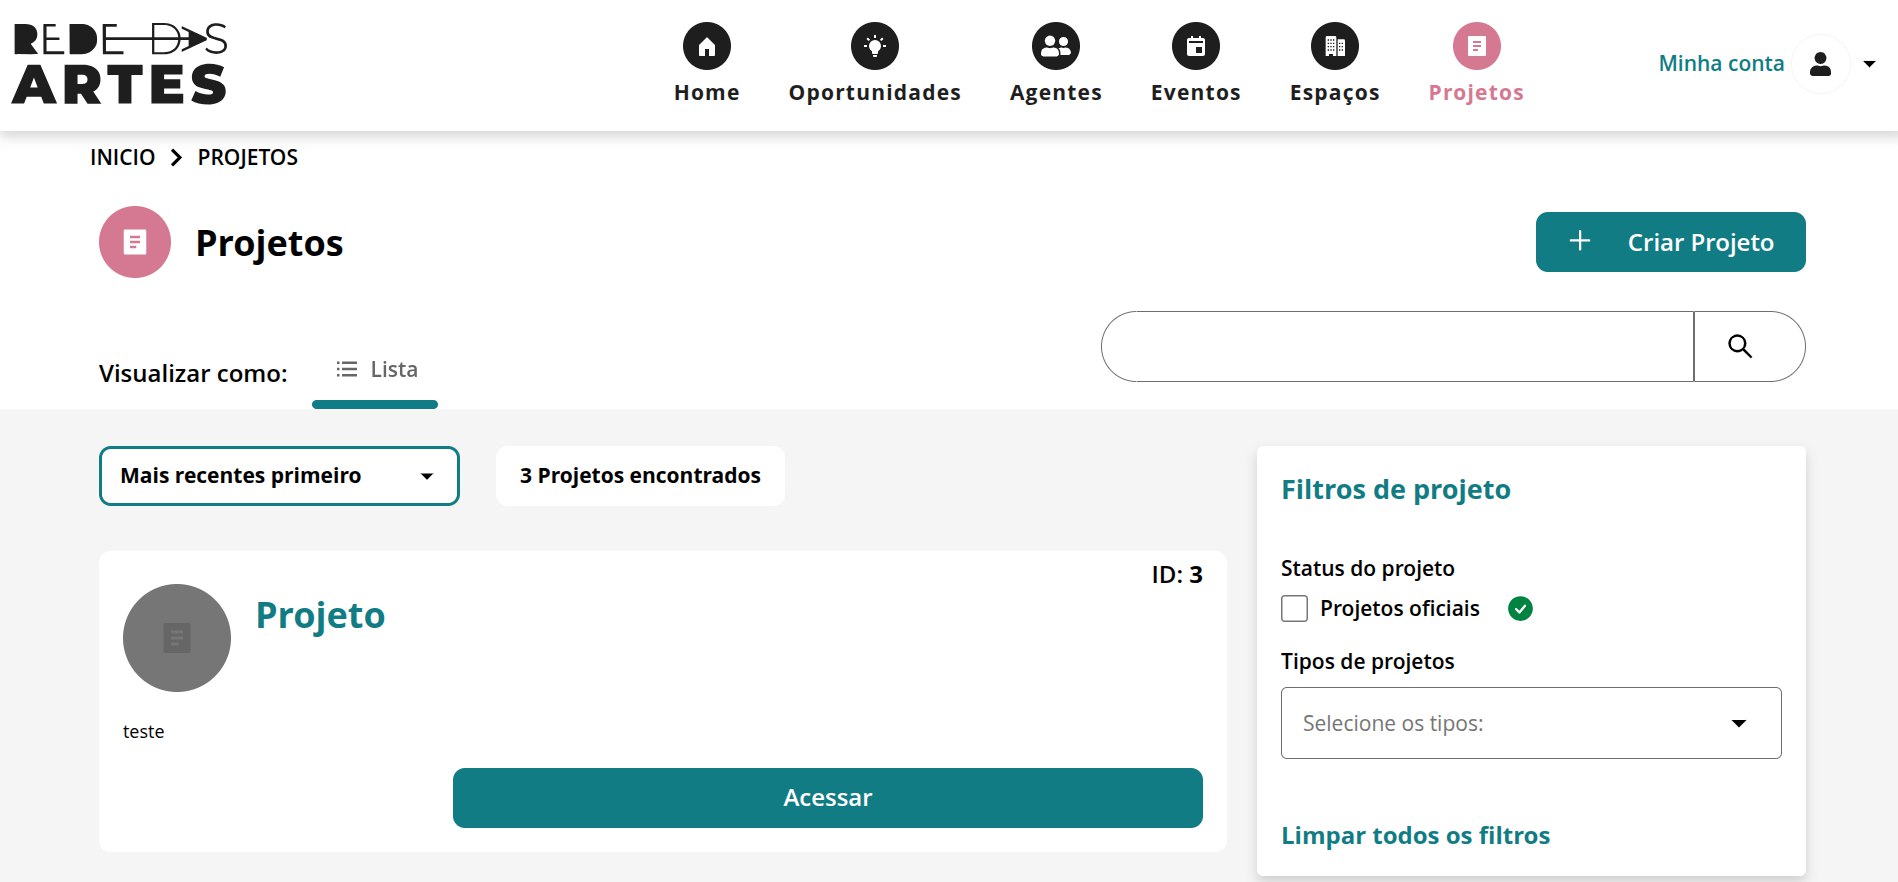 REDE DAS
ARTES
Home
Oportunidades
Agentes
Eventos
Espaços
Projetos
Minha conta
INICIO
PROJETOS
Projetos
Criar Projeto
Visualizar como:
Lista
Mais recentes primeiro
3 Projetos encontrados
ID: 3
Projeto
teste
Acessar
Filtros de projeto
Status do projeto
Projetos oficiais
Tipos de projetos
Selecione os tipos:
Limpar todos os filtros